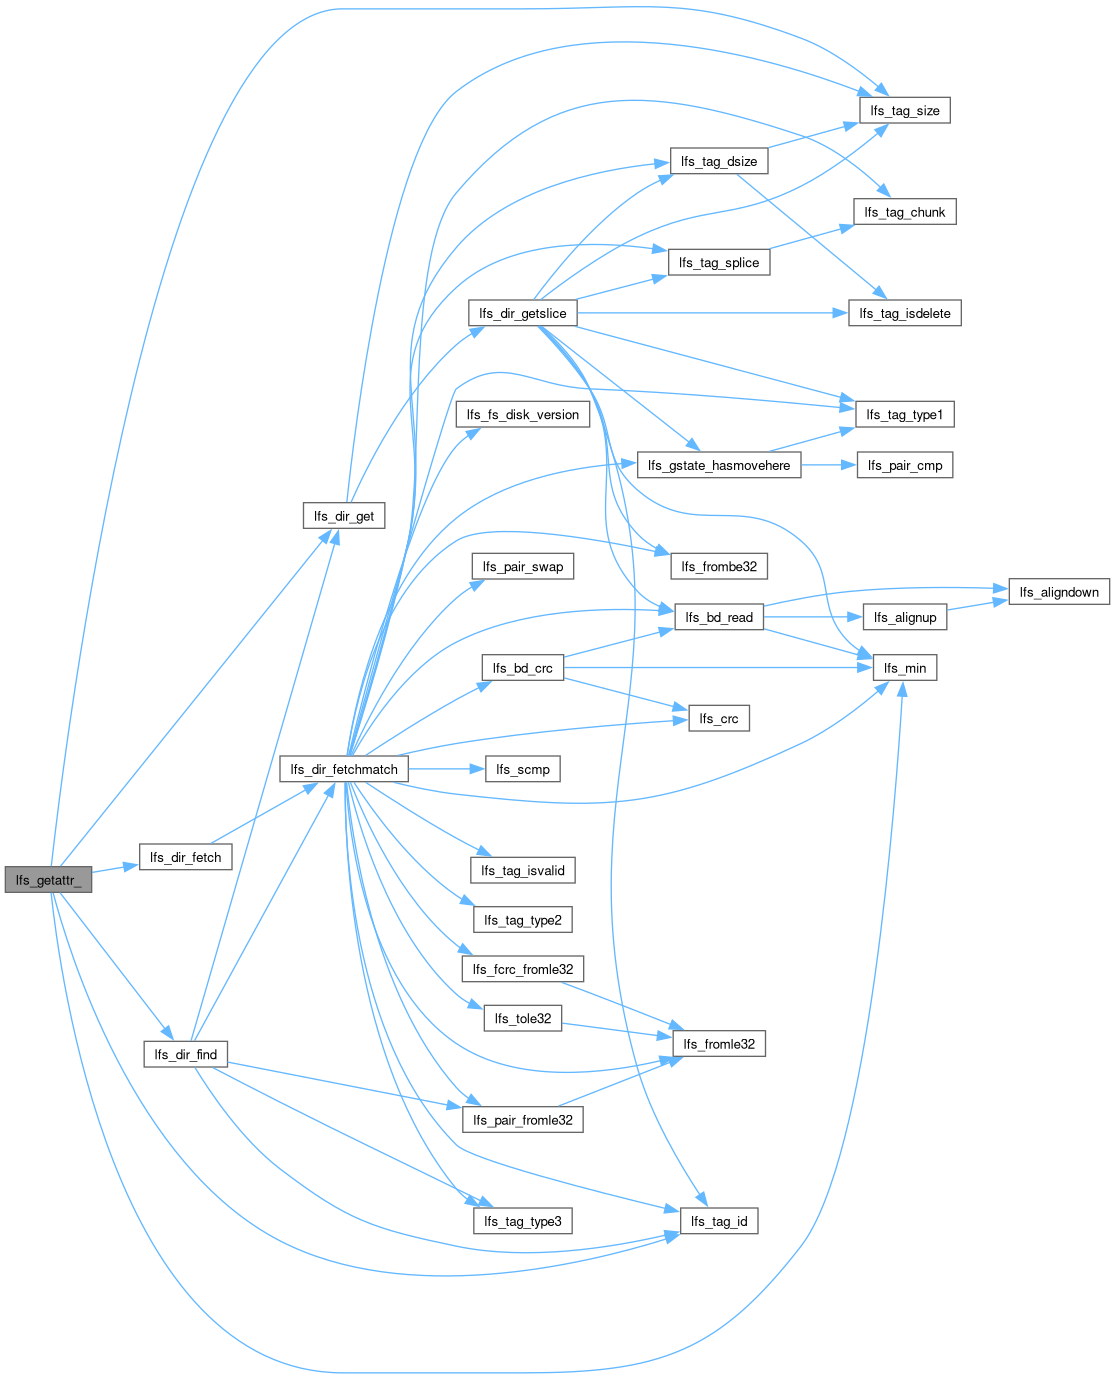 lfs_tag_size
lfs_tag_dsize
lfs_tag_chunk
lfs_tag_splice
lfs_dir_getslice
lfs_tag_isdelete
lfs_fs_disk_version
lfs_tag_type1
lfs_gstate_hasmovehere
lfs_pair_cmp
lfs_dir_get
lfs_pair_swap
lfs_frombe32
lfs_aligndown
lfs_bd_read
lfs_alignup
lfs_bd_crc
lfs_min
lfs_crc
lfs_dir_fetchmatch
lfs_scmp
lfs_dir_fetch
lfs_tag_isvalid
lfs_getattr_
lfs_tag_type2
lfs_fcrc_fromle32
lfs_tole32
lfs_fromle32
lfs_dir_find
lfs_pair_fromle32
lfs_tag_type3
lfs_tag_id